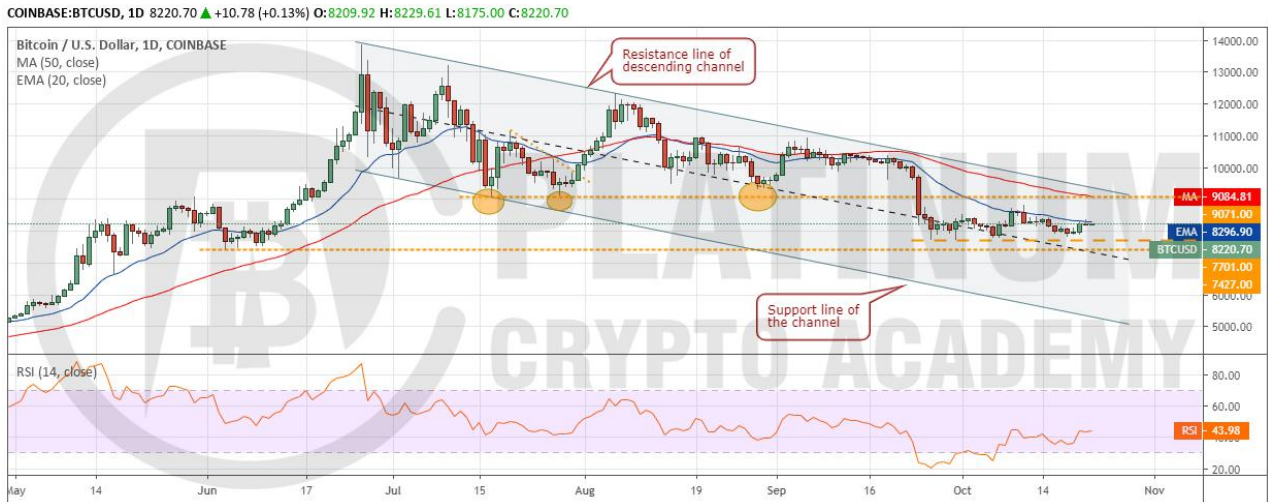 COINBASE:BTCUSD, 1D 8220.70 ▲ +10.78 (+0.13%) O:8209.92 H:8229.61 L:8175.00 C:8220.70
Bitcoin / U.S. Dollar, 1D, COINBASE
MA (50, close)
EMA (20, close)
Resistance line of
descending channel
14000.00
13000.00
12000.00
11000.00
10000.00
MA 9084.81
9071.00
EMA 8296.90
BTCUSD 8220.70
7701.00
7427.00
6000.00
5000.00
Support line of
the channel
PLATINUM
CRYPTO ACADEMY
B
RSI (14, close)
80.00
60.00
RSI 43.98
20.00
May 14 Jun 17 Jul 15 Aug 19 Sep 16 Oct 14 Nov